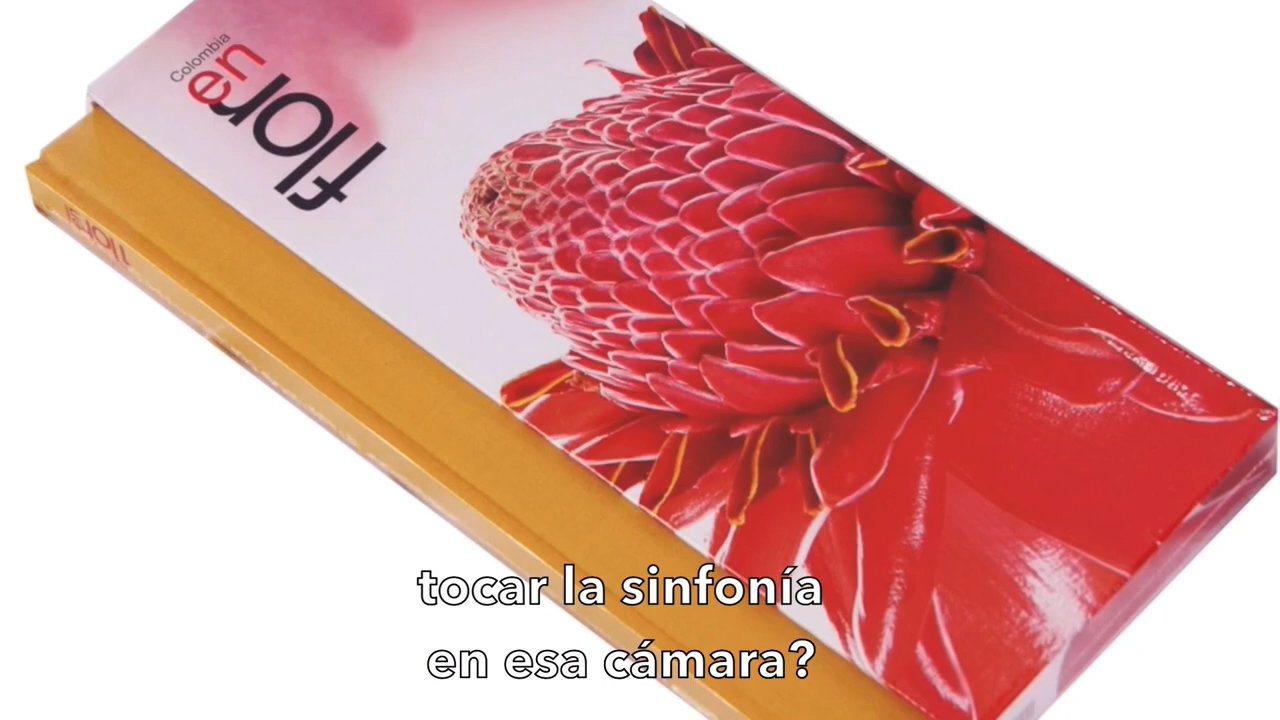 Colombia
en
flor
flor
tocar la sinfonía
en esa cámara?